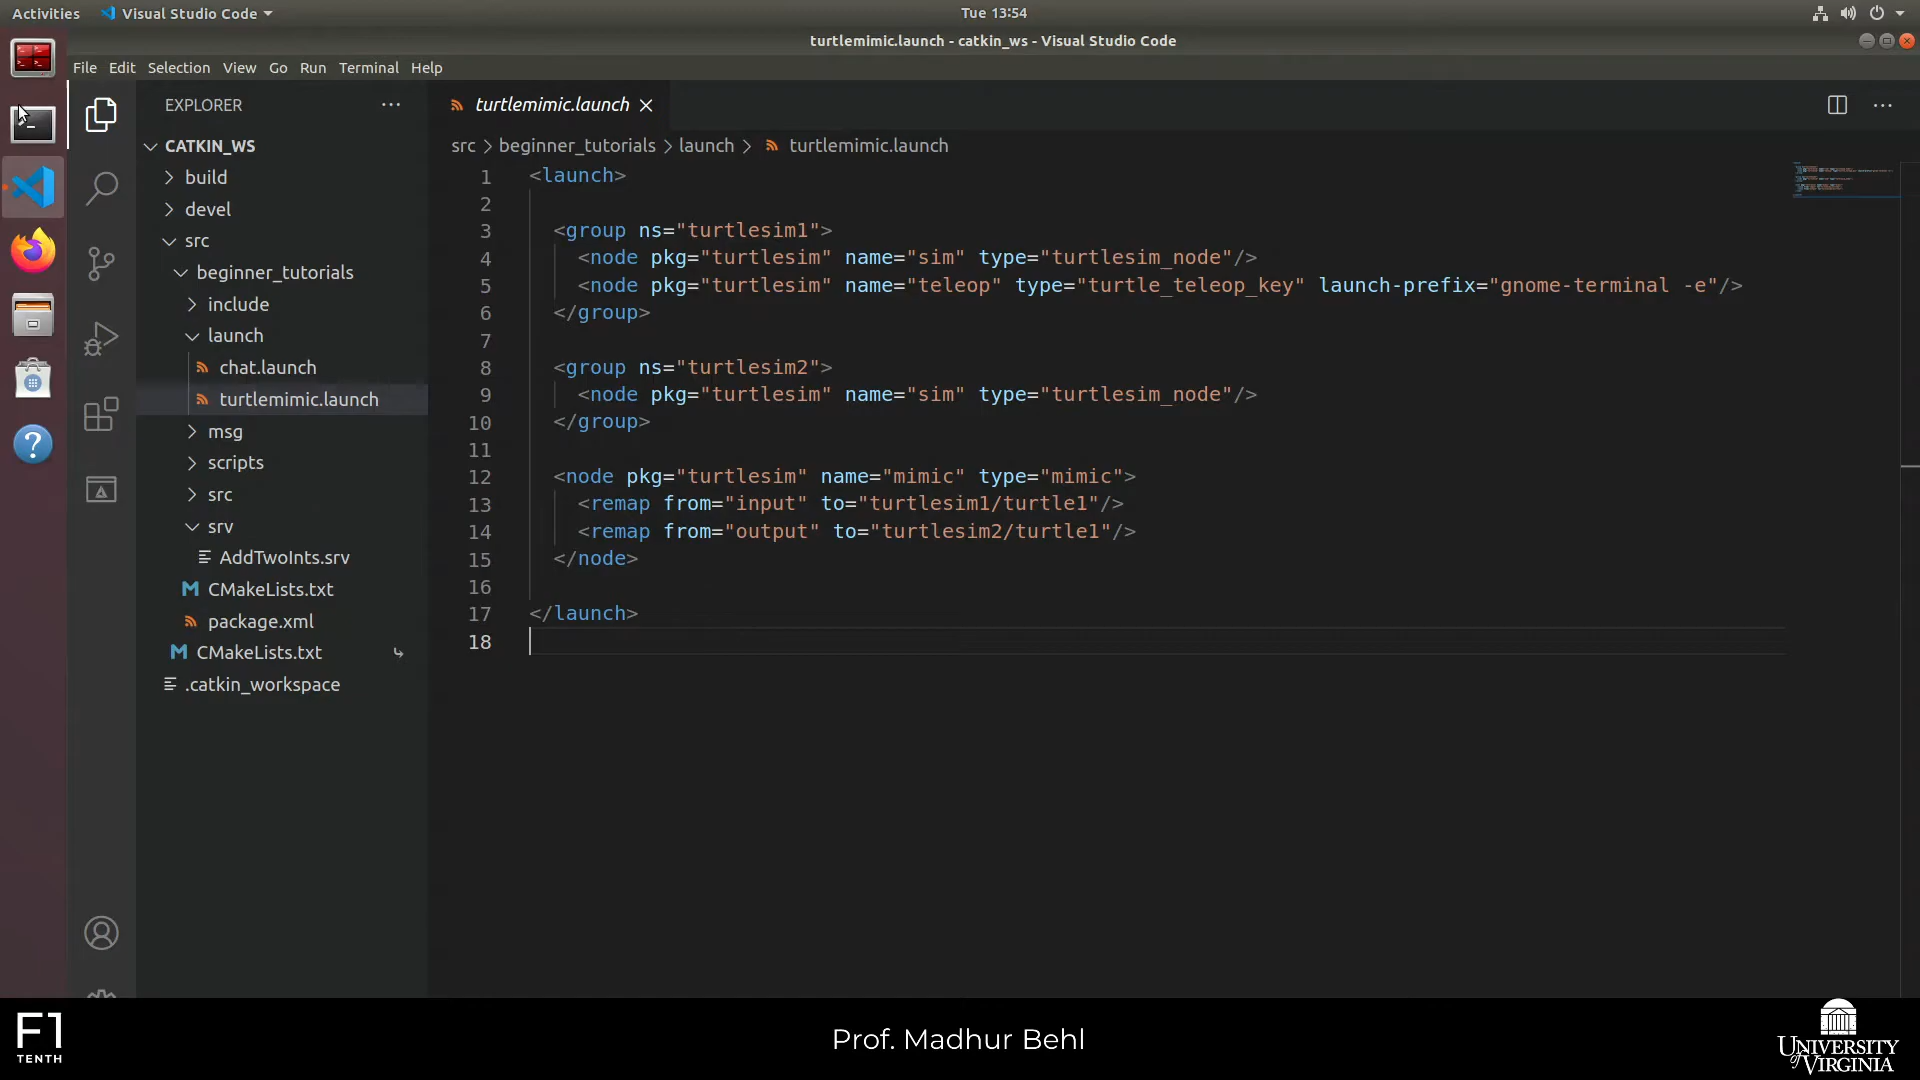 Activities
Visual Studio Code
Tue 13:54
turtlemimic.launch - catkin_ws - Visual Studio Code
File Edit Selection View Go Run Terminal Help
EXPLORER
CATKIN_WS
build
devel
src
beginner_tutorials
include
launch
chat.launch
turtlemimic.launch
msg
scripts
src
srv
AddTwoInts.srv
CMakeLists.txt
package.xml
CMakeLists.txt
.catkin_workspace
turtlemimic.launch
src > beginner_tutorials > launch > turtlemimic.launch
1 <launch>
2
3 <group ns="turtlesim1">
4 <node pkg="turtlesim" name="sim" type="turtlesim_node"/>
5 <node pkg="turtlesim" name="teleop" type="turtle_teleop_key" launch-prefix="gnome-terminal -e"/>
6 </group>
7
8 <group ns="turtlesim2">
9 <node pkg="turtlesim" name="sim" type="turtlesim_node"/>
10 </group>
11
12 <node pkg="turtlesim" name="mimic" type="mimic">
13 <remap from="input" to="turtlesim1/turtle1"/>
14 <remap from="output" to="turtlesim2/turtle1"/>
15 </node>
16
17 </launch>
18
F1
TENTH
Prof. Madhur Behl
UNIVERSITY
of VIRGINIA